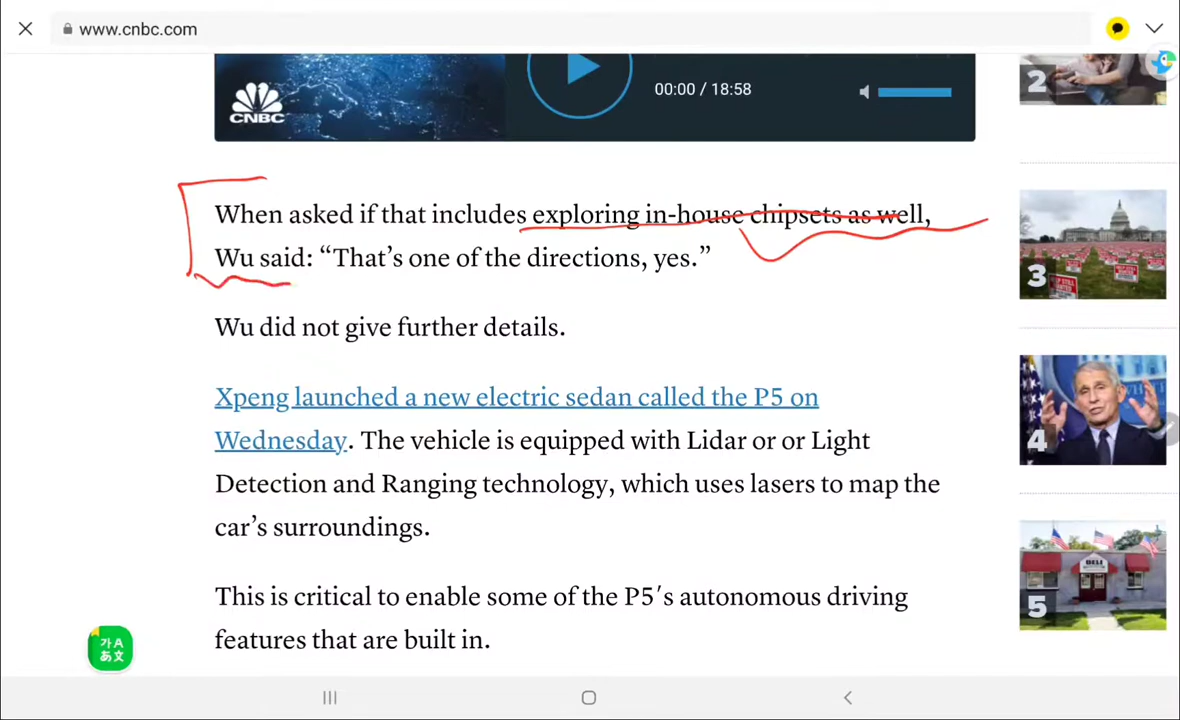 www.cnbc.com
CNBC
00:00 / 18:58
2
When asked if that includes exploring in-house chipsets as well,
Wu said: “That’s one of the directions, yes.”
3
Wu did not give further details.
4
Xpeng launched a new electric sedan called the P5 on
Wednesday. The vehicle is equipped with Lidar or or Light
Detection and Ranging technology, which uses lasers to map the
car’s surroundings.
DELI
5
This is critical to enable some of the P5′s autonomous driving
features that are built in.
가A
あ文